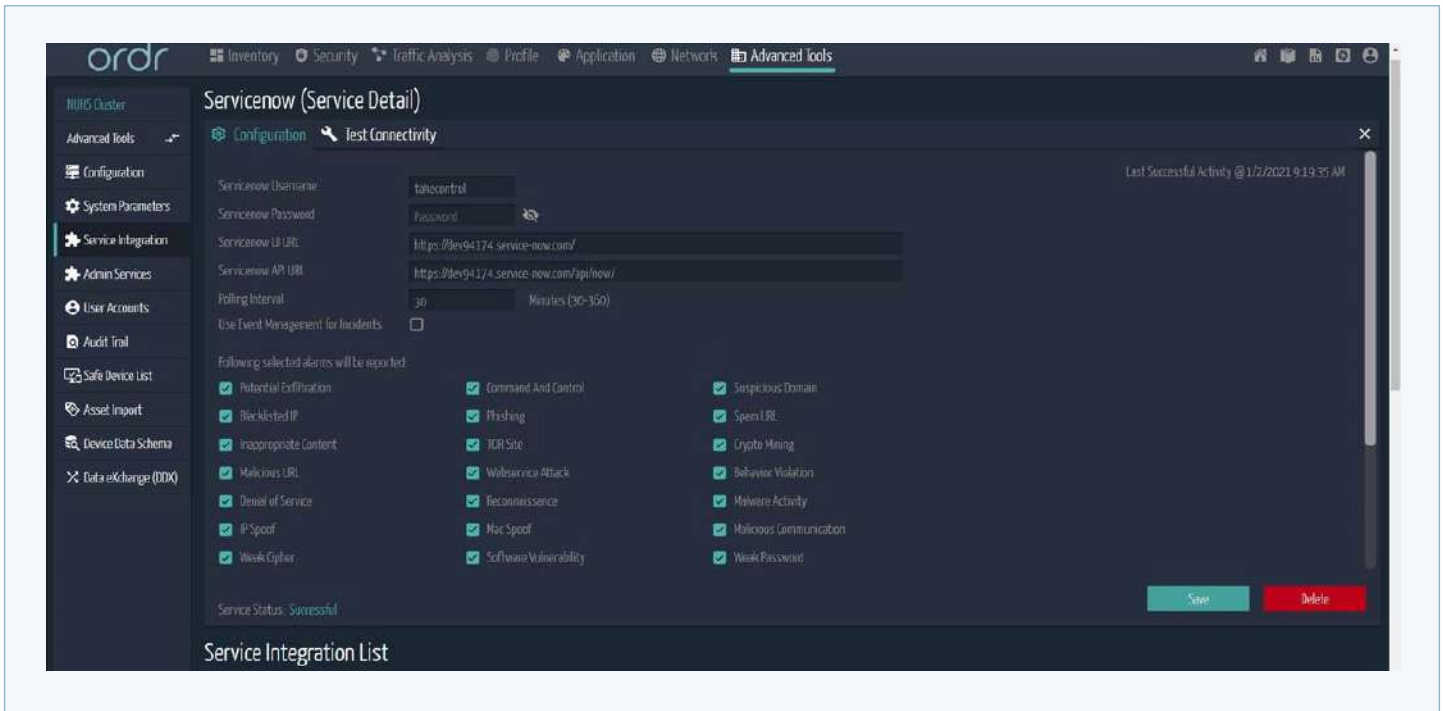 ordr
Inventory Security Traffic Analysis Profile Application Network Advanced Tools
NUHS Cluster
Advanced Tools
Configuration
System Parameters
Service Integration
Admin Services
User Accounts
Audit Trail
Safe Device List
Asset Import
Device Data Schema
Data eXchange (DDX)
Servicenow (Service Detail)
Configuration Test Connectivity
Last Successful Activity @ 1/2/2021 9:19:35 AM
Servicenow Username takecontrol
Servicenow Password Password
Servicenow UI URL https://dev94174.service-now.com/
Servicenow API URL https://dev94174.service-now.com/api/now/
Polling Interval 30 Minutes (30-360)
Use Event Management for Incidents
Following selected alarms will be reported
Potential Exfiltration Command And Control Suspicious Domain
Blacklisted IP Phishing Spam URL
Inappropriate Content TOR Site Crypto Mining
Malicious URL Webservice Attack Behavior Violation
Denial of Service Reconnaissance Malware Activity
IP Spoof Mac Spoof Malicious Communication
Weak Cipher Software Vulnerability Weak Password
Service Status: Successful
Save Delete
Service Integration List